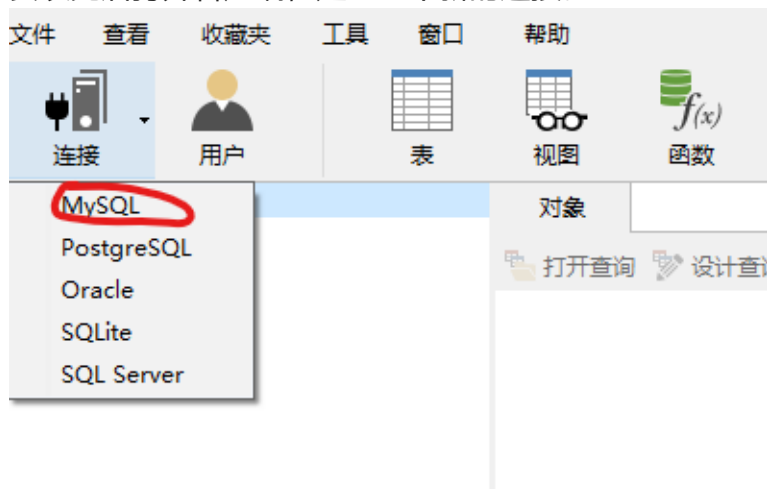 文件 查看 收藏夹 工具 窗口 帮助
连接 用户 表 视图 f(x) 函数
MySQL
PostgreSQL
Oracle
SQLite
SQL Server
对象
打开查询 设计查